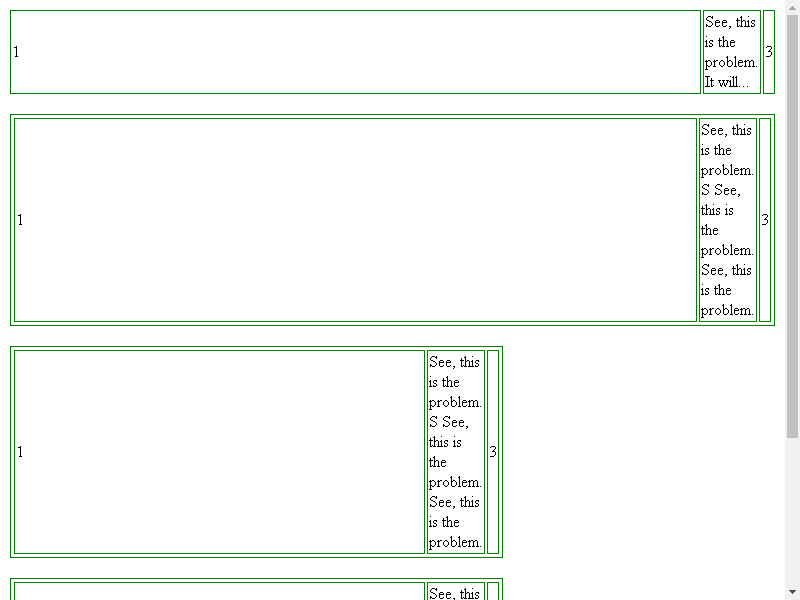 1
See, this
is the
problem.
It will...
3
1
See, this
is the
problem.
S See,
this is
the
problem.
See, this
is the
problem.
3
1
See, this
is the
problem.
S See,
this is
the
problem.
See, this
is the
problem.
3
See, this